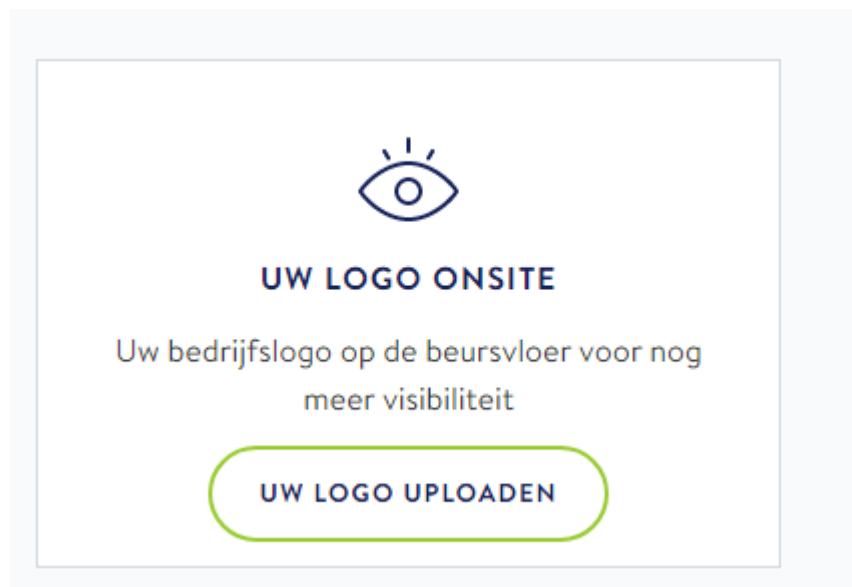 UW LOGO ONSITE
Uw bedrijfslogo op de beursvloer voor nog
meer visibiliteit
UW LOGO UPLOADEN